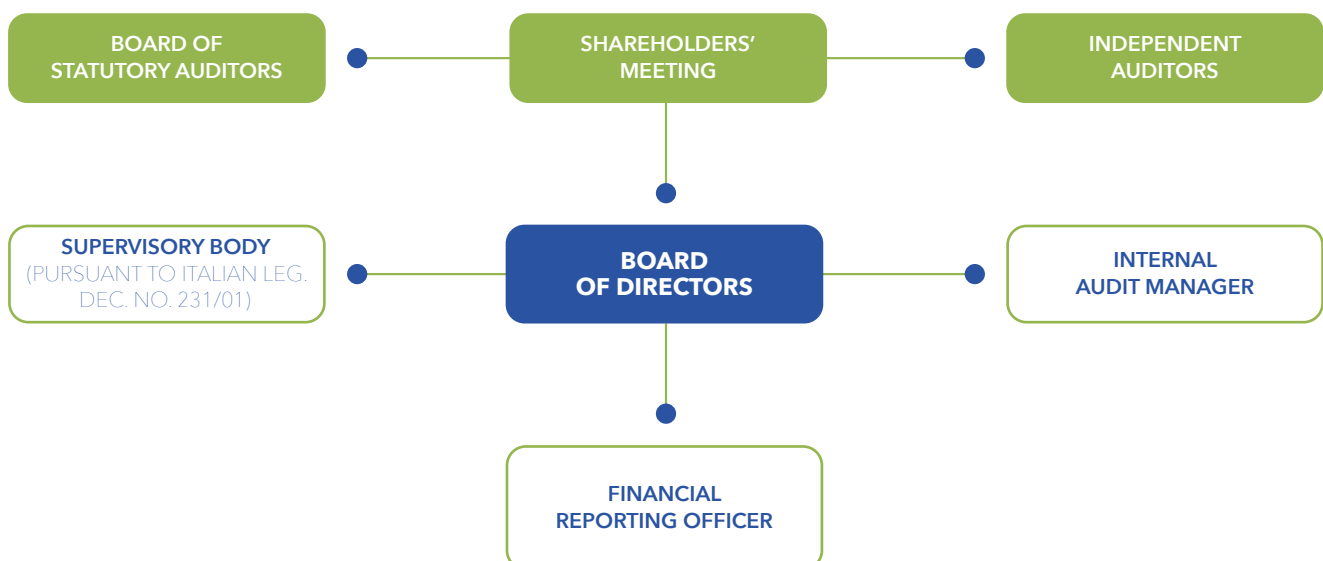 BOARD OF
STATUTORY AUDITORS
SHAREHOLDERS’
MEETING
INDEPENDENT
AUDITORS
SUPERVISORY BODY
(PURSUANT TO ITALIAN LEG.
DEC. NO. 231/01)
BOARD
OF DIRECTORS
INTERNAL
AUDIT MANAGER
FINANCIAL
REPORTING OFFICER